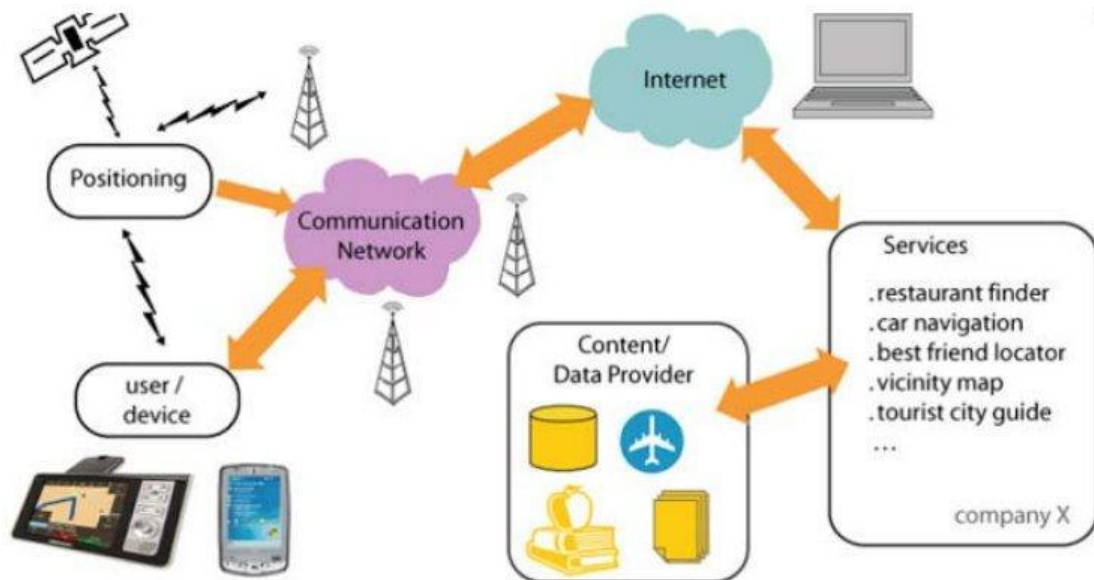 Internet
Positioning
Communication
Network
user /
device
Content/
Data Provider
Services
.restaurant finder
.car navigation
.best friend locator
.vicinity map
.tourist city guide
...
company X